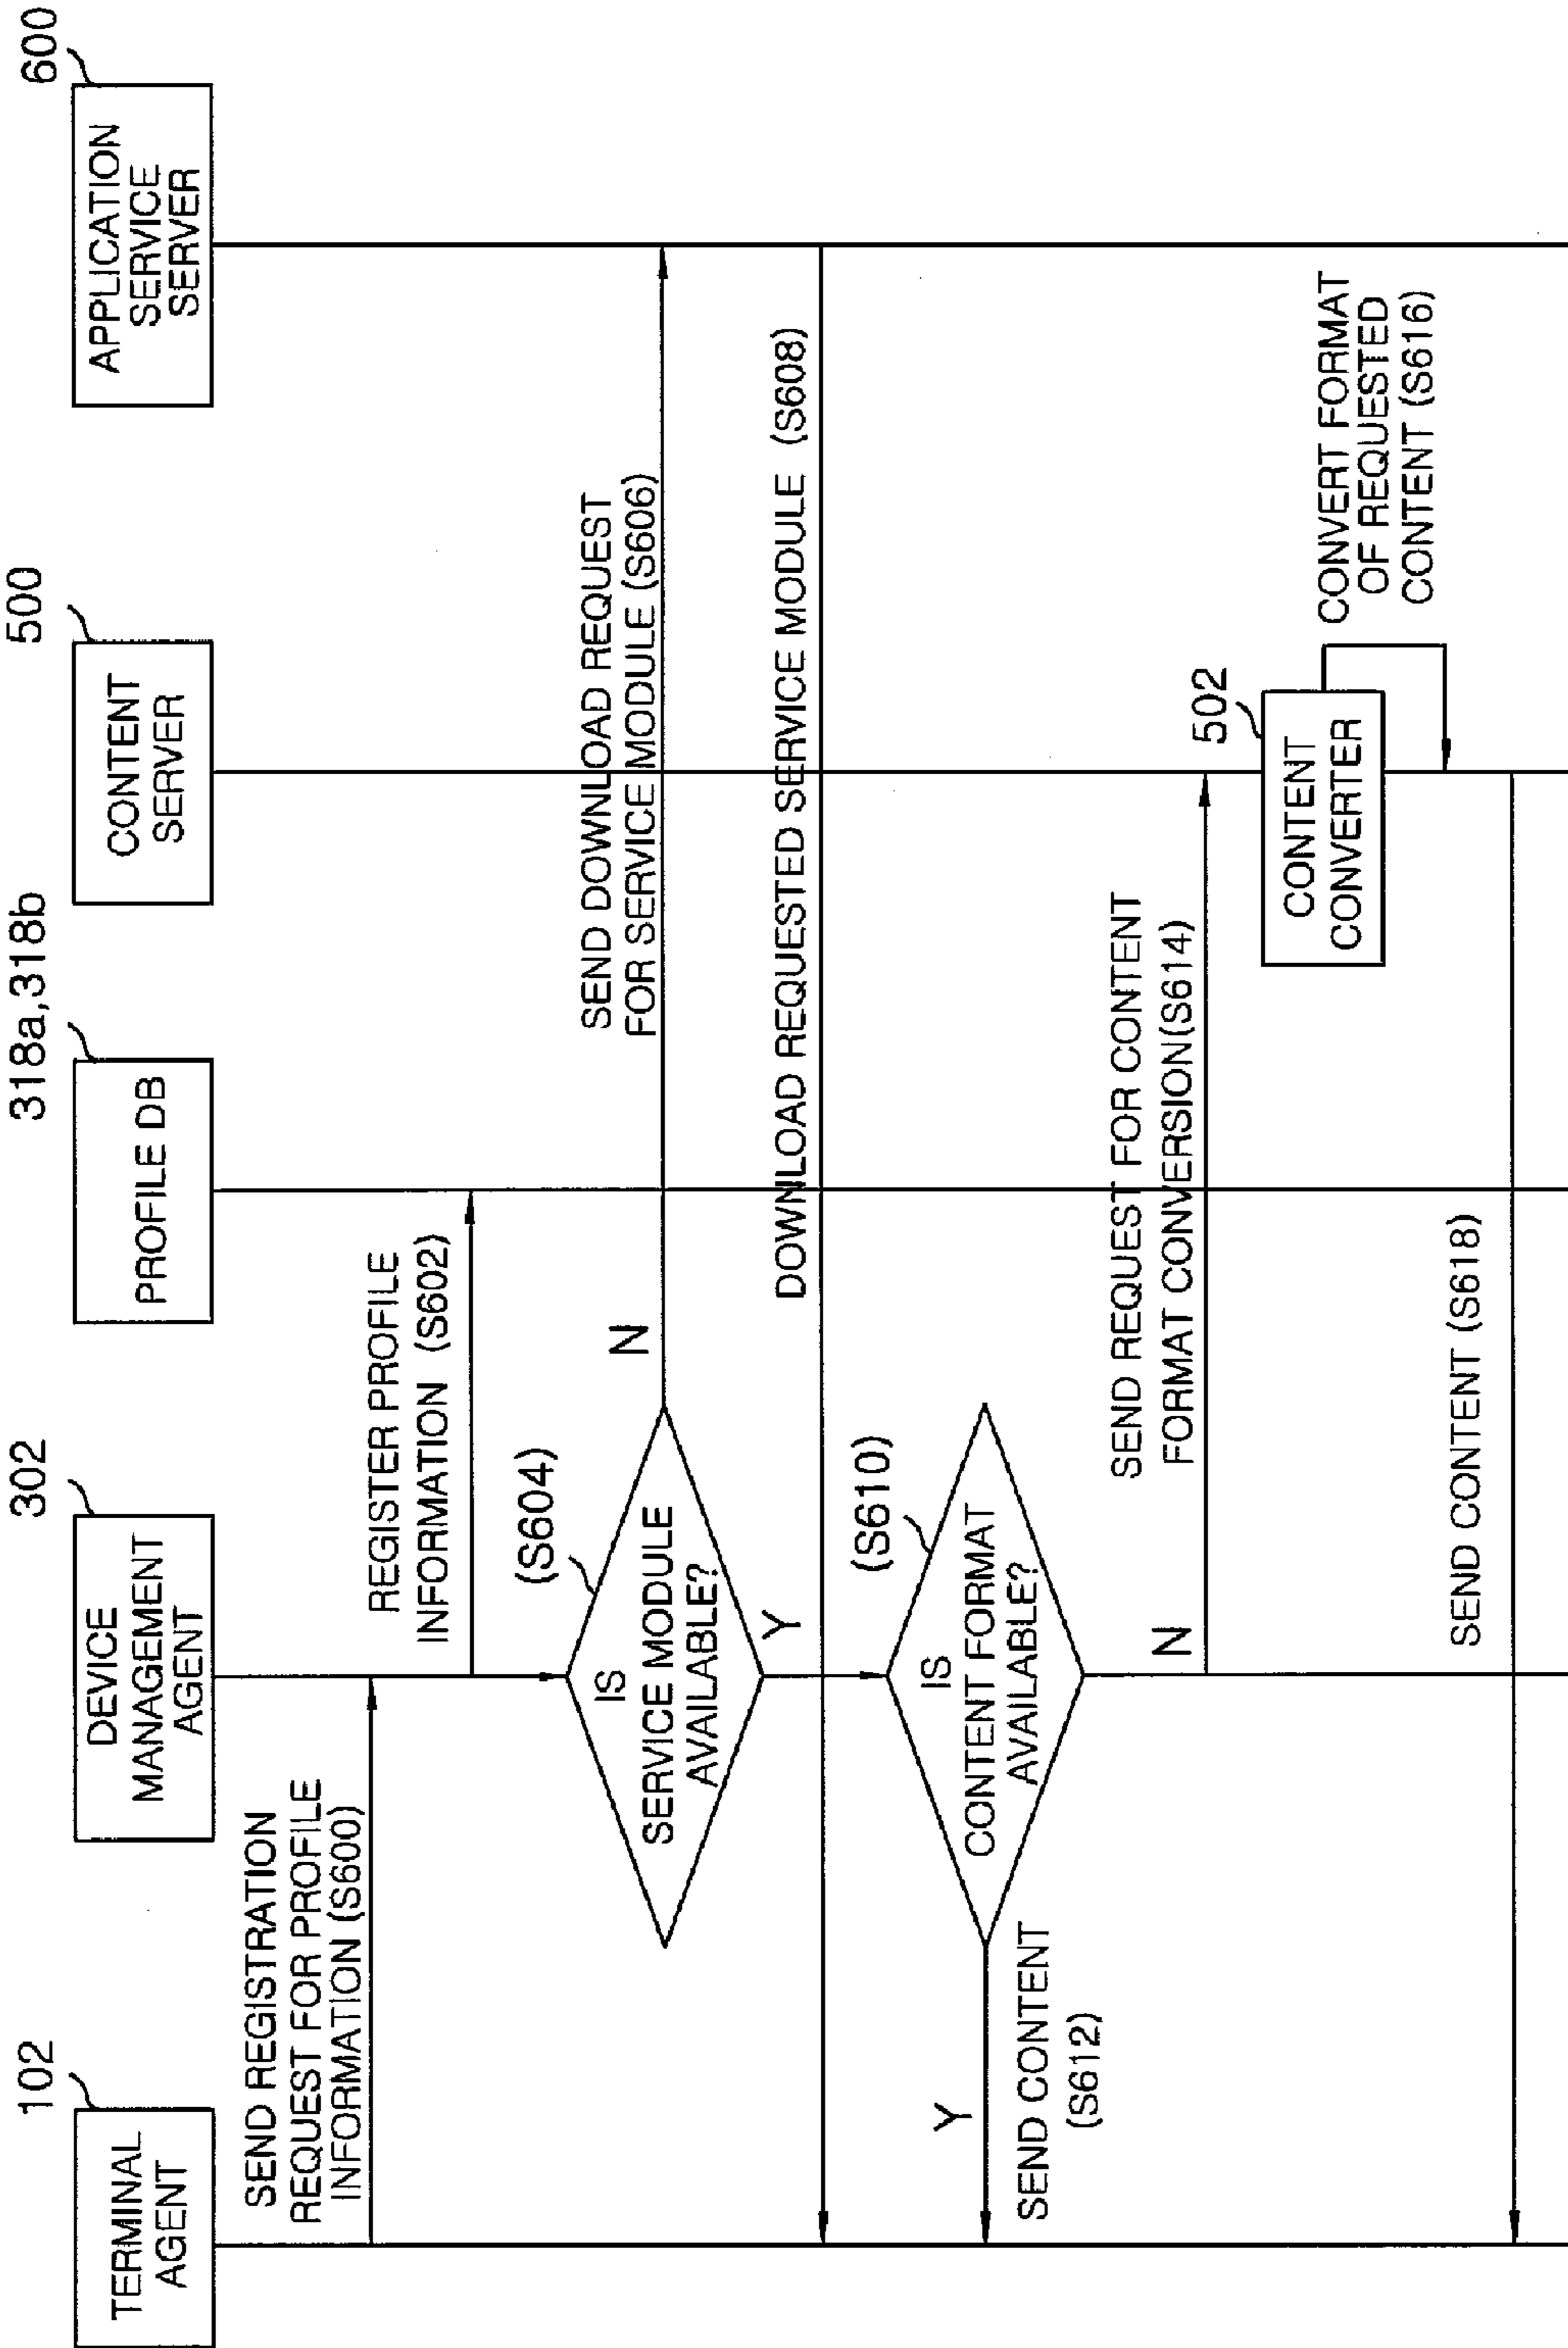 102
TERMINAL
AGENT
302
DEVICE
MANAGEMENT
AGENT
318a,318b
PROFILE DB
500
CONTENT
SERVER
600
APPLICATION
SERVICE
SERVER
SEND REGISTRATION
REQUEST FOR PROFILE
INFORMATION (S600)
REGISTER PROFILE
INFORMATION (S602)
(S604)
IS
SERVICE MODULE
AVAILABLE?
N
Y
SEND DOWNLOAD REQUEST
FOR SERVICE MODULE (S606)
DOWNLOAD REQUESTED SERVICE MODULE (S608)
(S610)
IS
CONTENT FORMAT
AVAILABLE?
Y
SEND CONTENT
(S612)
N
SEND REQUEST FOR CONTENT
FORMAT CONVERSION(S614)
502
CONTENT
CONVERTER
CONVERT FORMAT
OF REQUESTED
CONTENT (S616)
SEND CONTENT (S618)